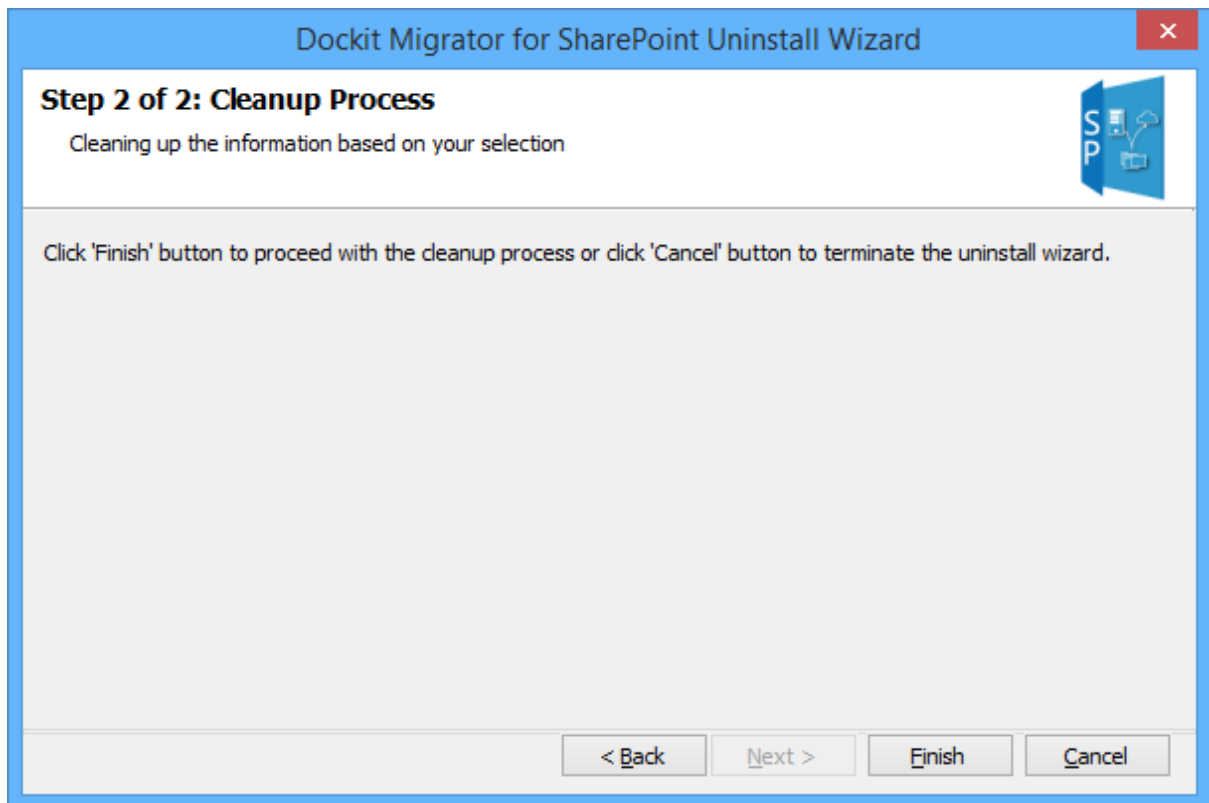 Dockit Migrator for SharePoint Uninstall Wizard
Step 2 of 2: Cleanup Process
Cleaning up the information based on your selection
S
P
Click 'Finish' button to proceed with the cleanup process or click 'Cancel' button to terminate the uninstall wizard.
< Back Next > Finish Cancel